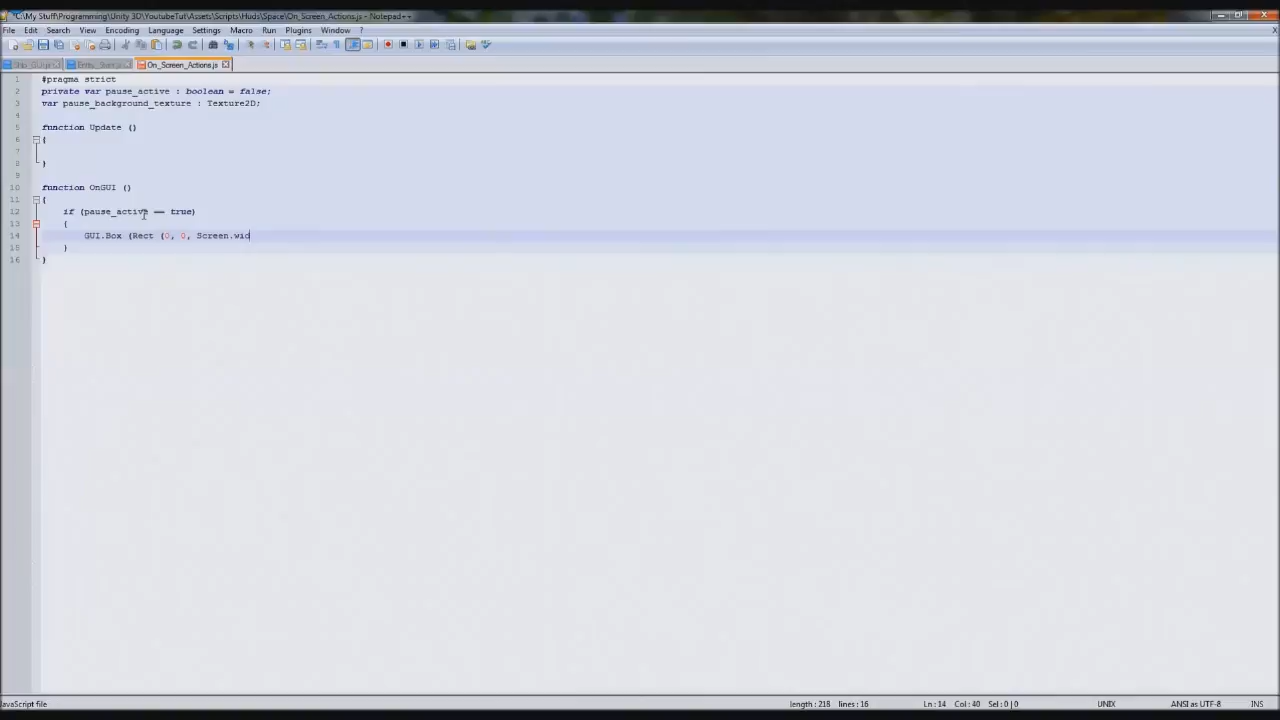 *C:\My Stuff\Programming\Unity 3D\YoutubeTut\Assets\Scripts\Huds\Space\On_Screen_Actions.js - Notepad++
File Edit Search View Encoding Language Settings Macro Run Plugins Window ? X
On_Screen_Actions.js
1 #pragma strict
2 private var pause_active : boolean = false;
3 var pause_background_texture : Texture2D;
4
5 function Update ()
6 {
7
8 }
9
10 function OnGUI ()
11 {
12 if (pause_active == true)
13 {
14 GUI.Box (Rect (0, 0, Screen.wid
15 }
16 }
JavaScript file length : 218 lines : 16 Ln : 14 Col : 40 Sel : 0 | 0 UNIX ANSI as UTF-8 INS